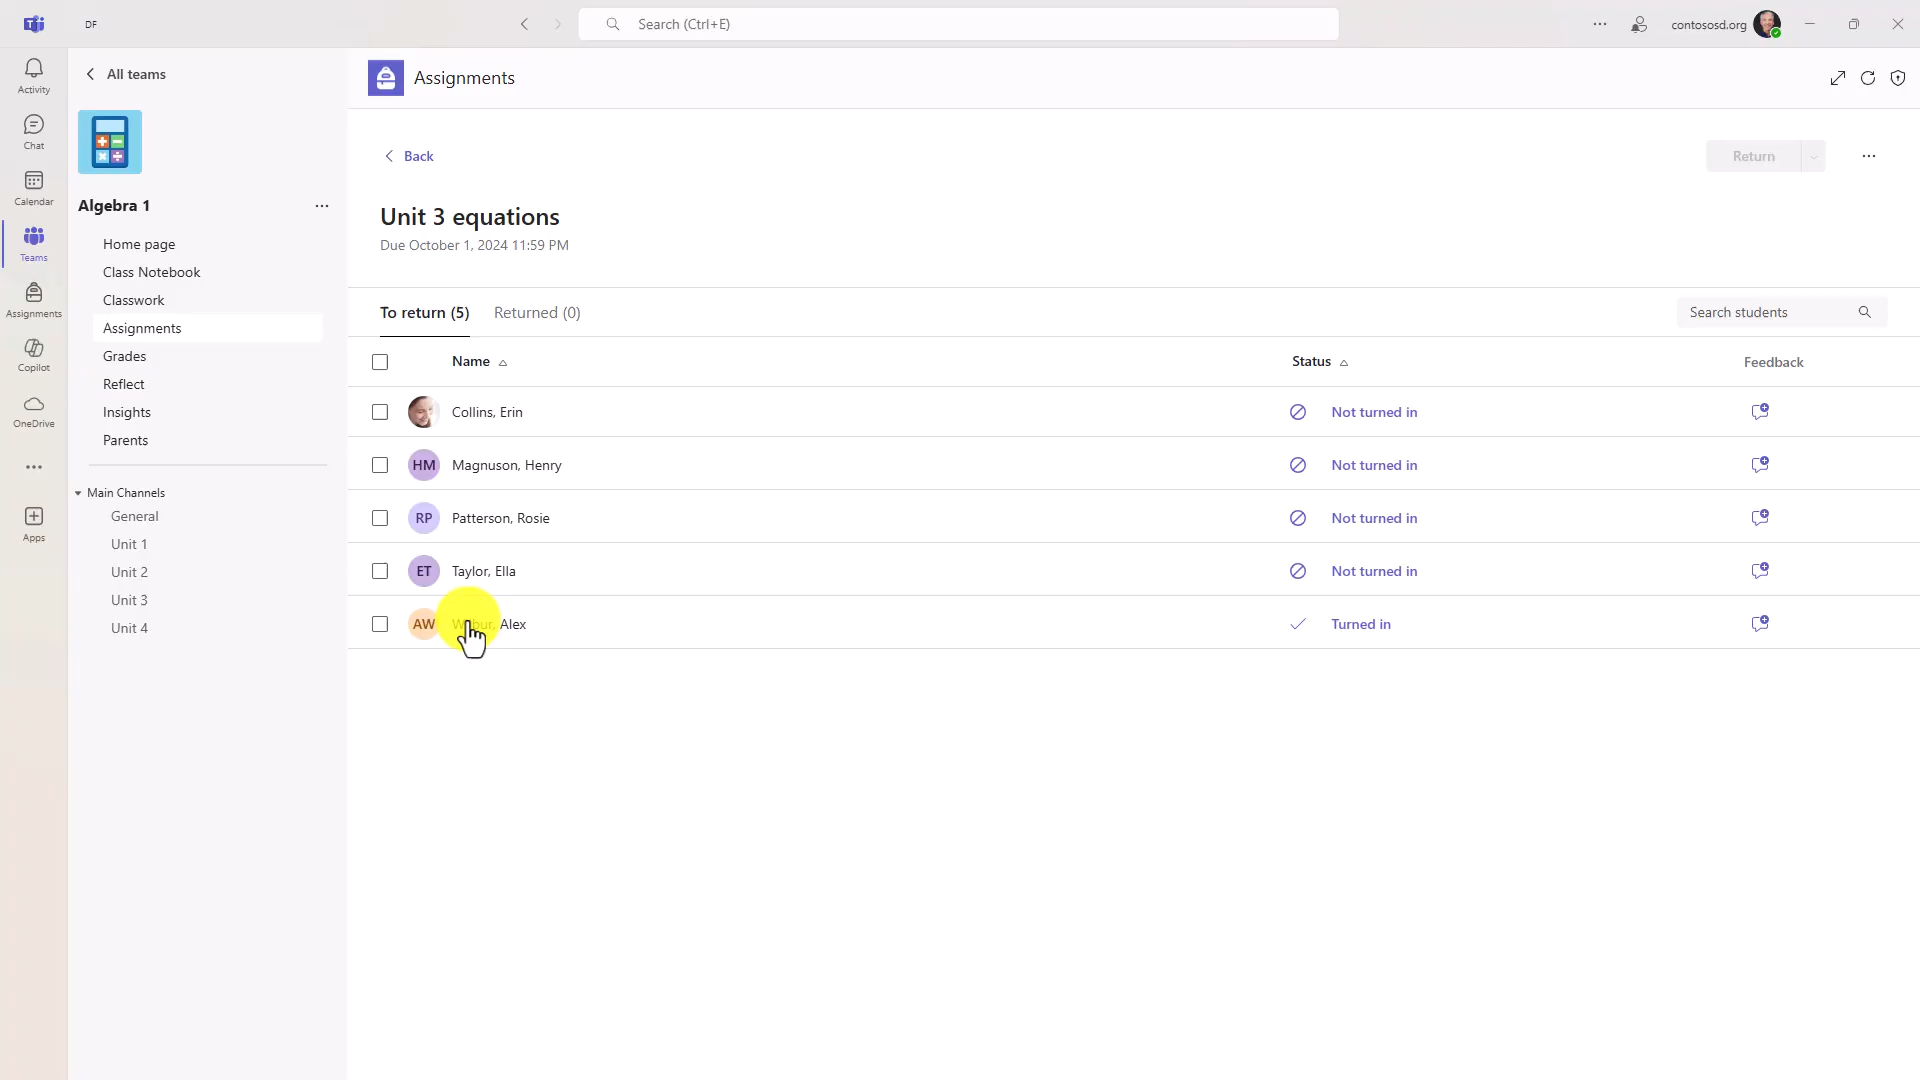 DF
Search (Ctrl+E)
contososd.org
Activity
Chat
Calendar
Teams
Assignments
Copilot
OneDrive
Apps
All teams
Algebra 1
Home page
Class Notebook
Classwork
Assignments
Grades
Reflect
Insights
Parents
Main Channels
General
Unit 1
Unit 2
Unit 3
Unit 4
Assignments
Back
Return
Unit 3 equations
Due October 1, 2024 11:59 PM
To return (5) Returned (0)
Search students
Name Status Feedback
Collins, Erin Not turned in
HM Magnuson, Henry Not turned in
RP Patterson, Rosie Not turned in
ET Taylor, Ella Not turned in
AW Wilbur, Alex Turned in